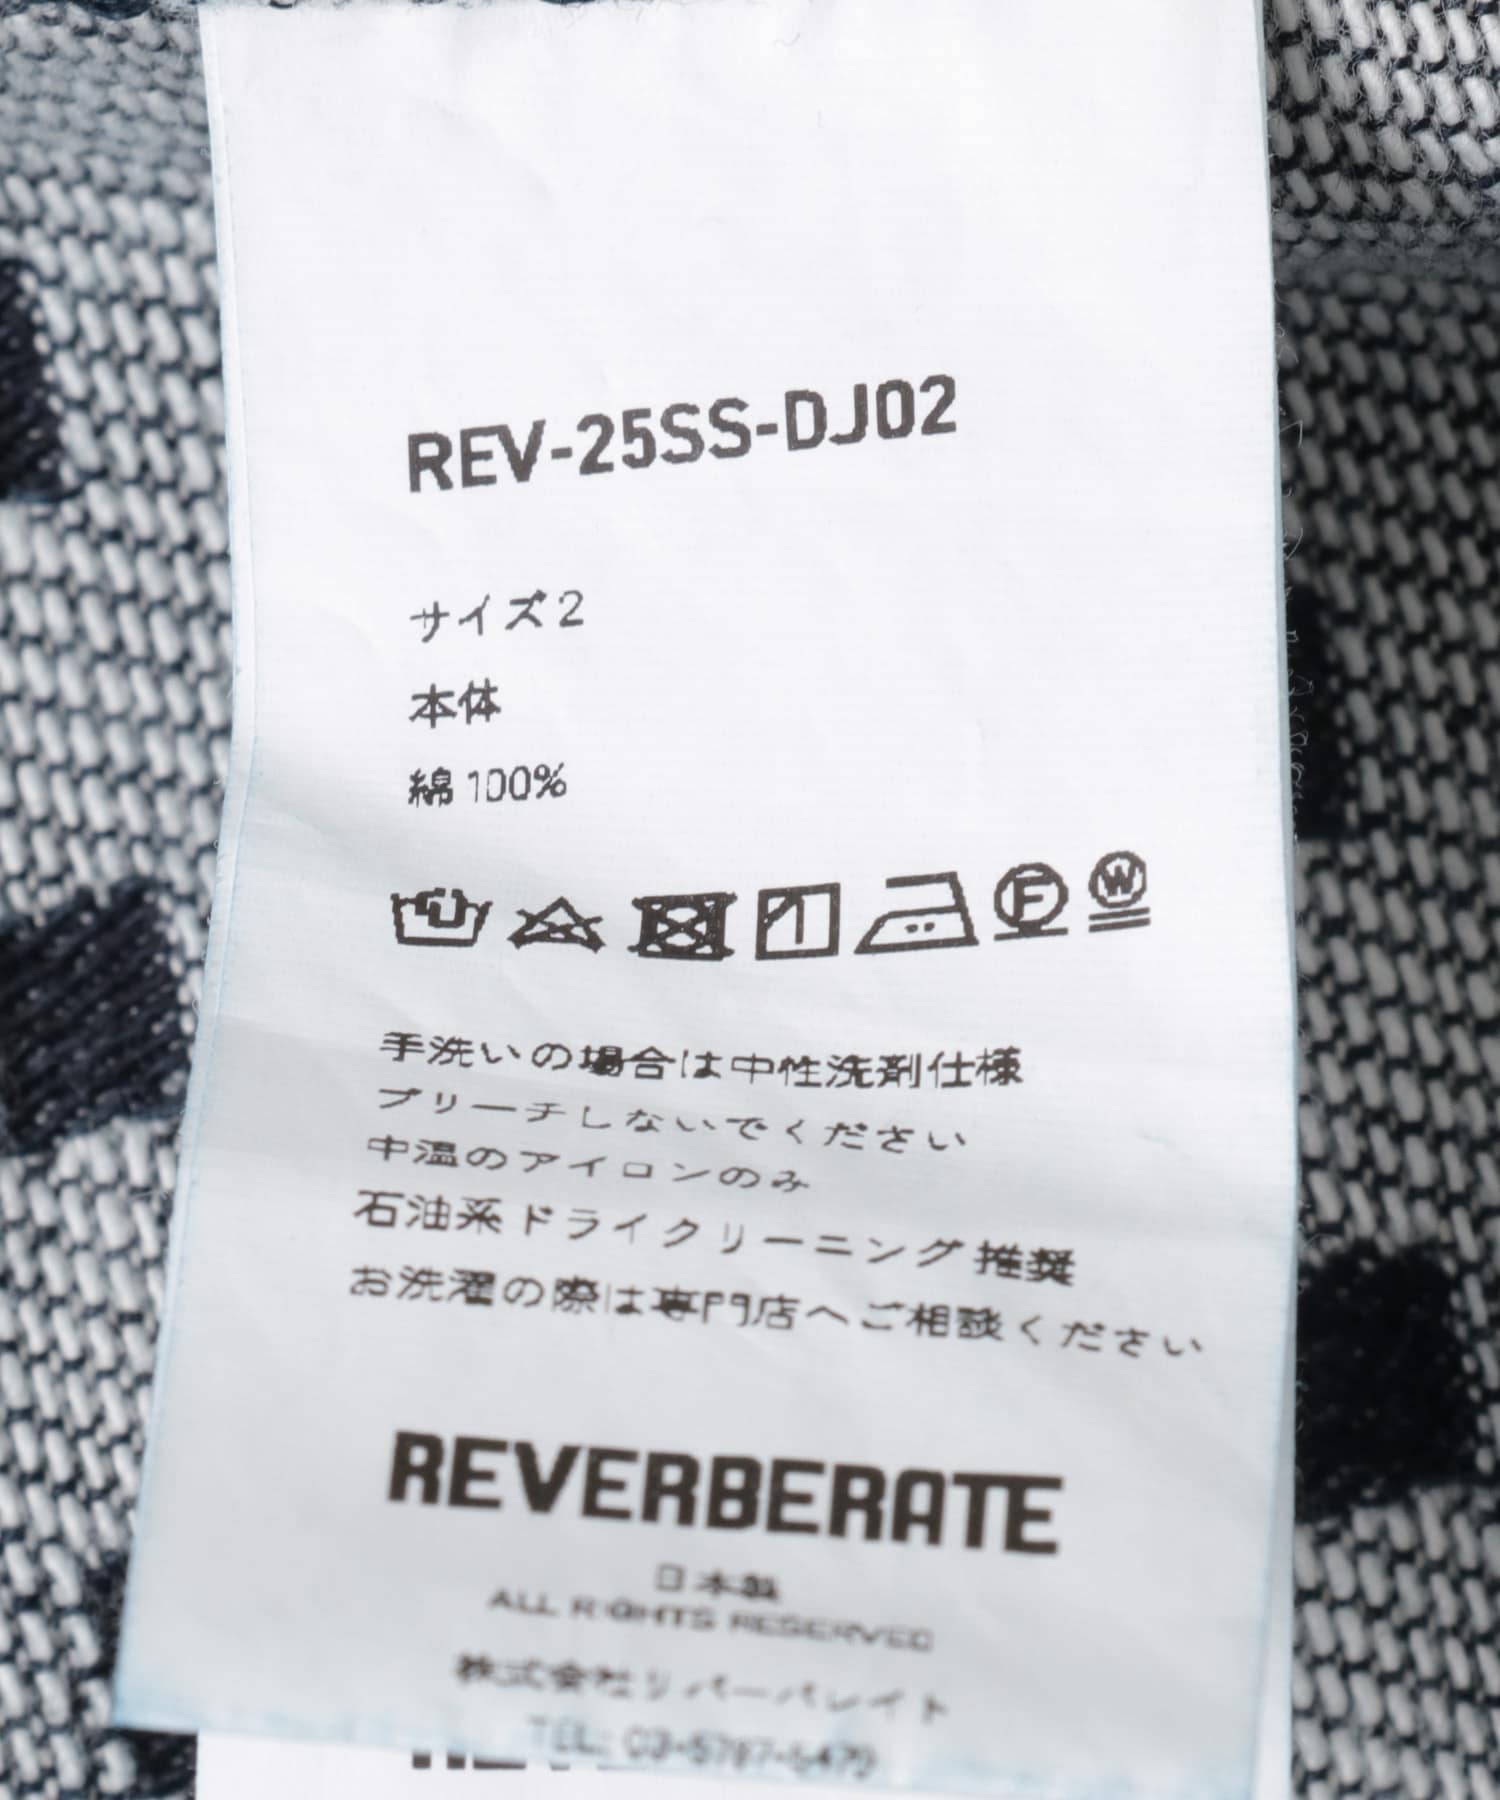 REV-25SS-DJ02
サイズ2
本体
綿100%
F W
手洗いの場合は中性洗剤仕様
ブリーチしないでください
中温のアイロンのみ
石油系ドライクリーニング推奨
お洗濯の際は専門店へご相談ください
REVERBERATE
日本製
ALL RIGHTS RESERVED
株式会社リバーバレイト
TEL: